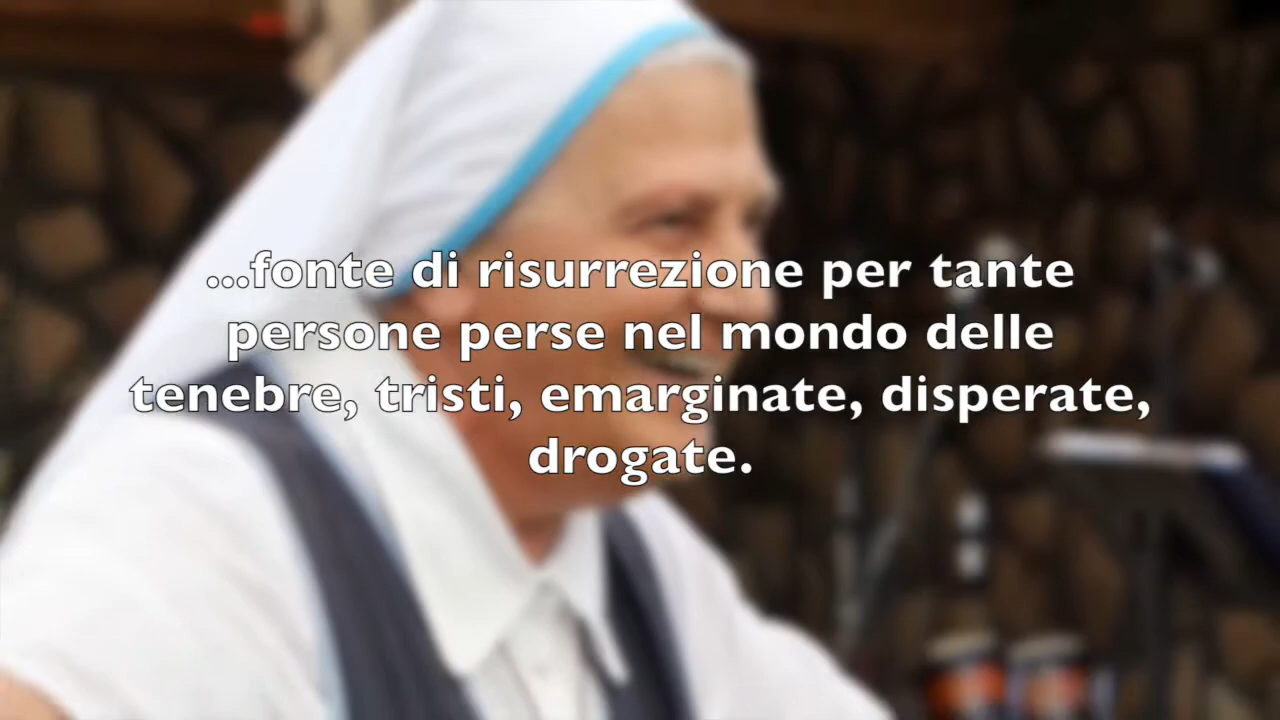 ...fonte di risurrezione per tante
persone perse nel mondo delle
tenebre, tristi, emarginate, disperate,
drogate.